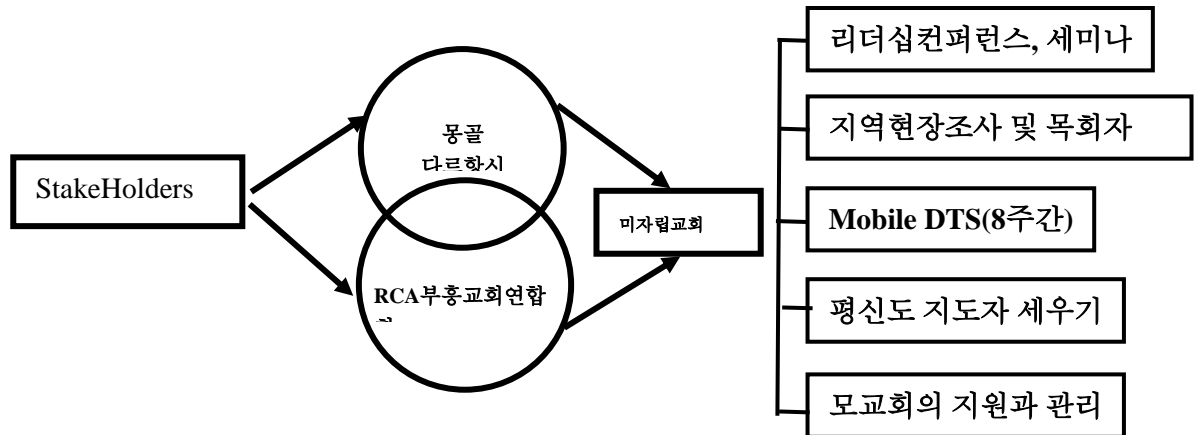 StakeHolders
몽골
다르항시
RCA부흥교회연합
미자립교회
리더십컨퍼런스, 세미나
지역현장조사 및 목회자
Mobile DTS(8주간)
평신도 지도자 세우기
모교회의 지원과 관리